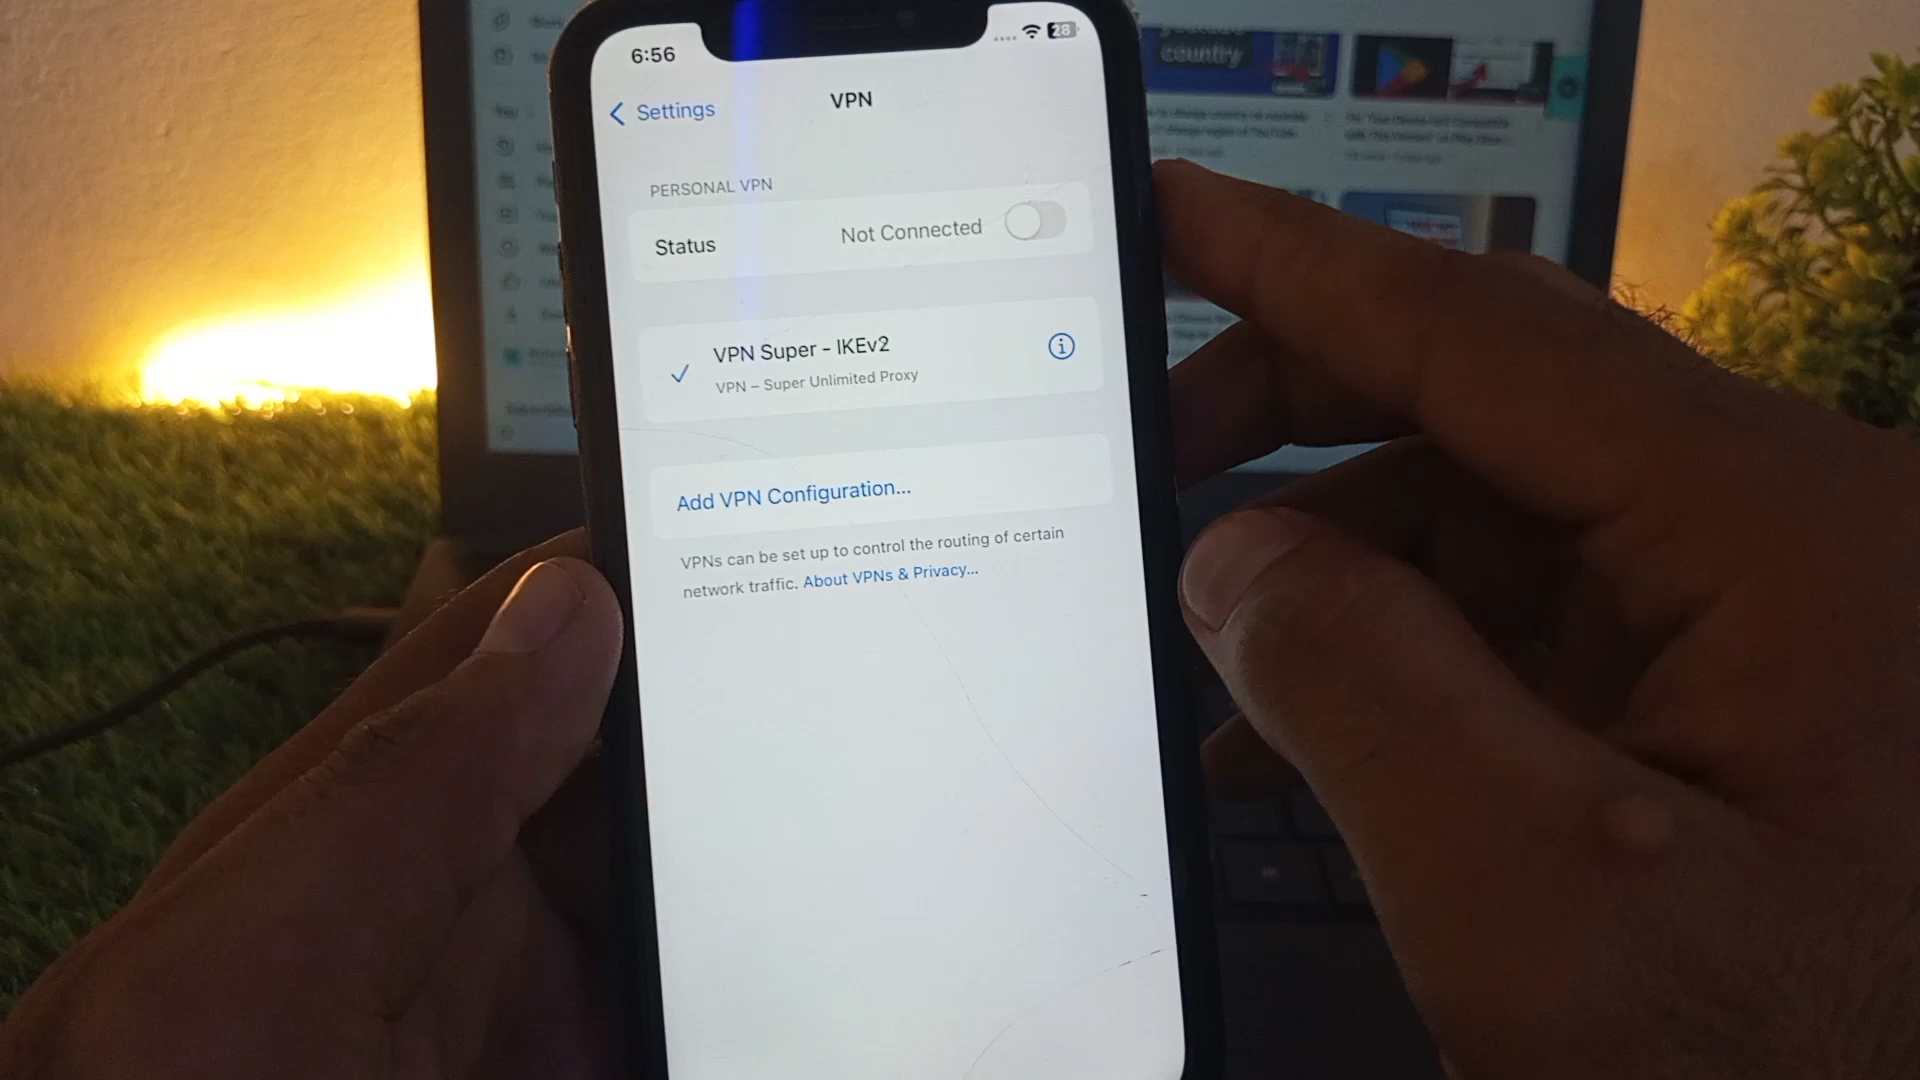 6:56
28
Settings
VPN
PERSONAL VPN
Status
Not Connected
VPN Super - IKEv2
VPN – Super Unlimited Proxy
Add VPN Configuration...
VPNs can be set up to control the routing of certain
network traffic. About VPNs & Privacy...
country